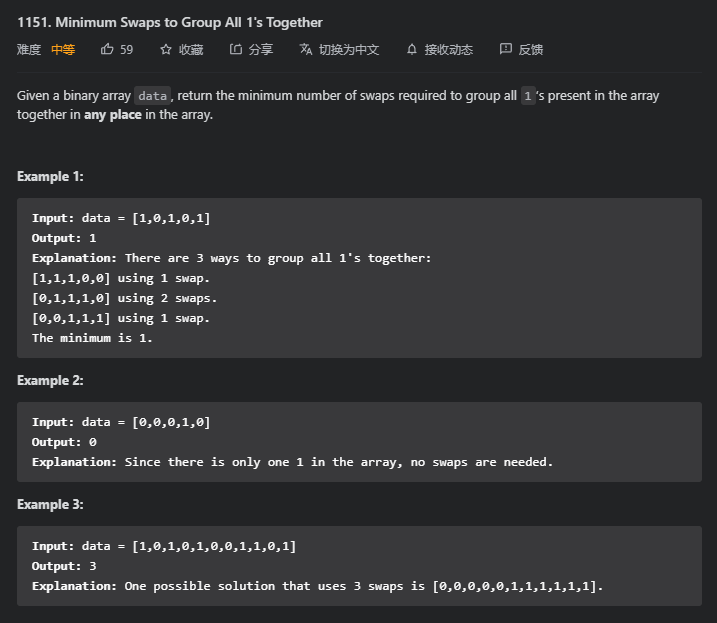 1151. Minimum Swaps to Group All 1's Together
难度 中等 59 收藏 分享 切换为中文 接收动态 反馈
Given a binary array data, return the minimum number of swaps required to group all 1's present in the array
together in any place in the array.
Example 1:
Input: data = [1,0,1,0,1]
Output: 1
Explanation: There are 3 ways to group all 1's together:
[1,1,1,0,0] using 1 swap.
[0,1,1,1,0] using 2 swaps.
[0,0,1,1,1] using 1 swap.
The minimum is 1.
Example 2:
Input: data = [0,0,0,1,0]
Output: 0
Explanation: Since there is only one 1 in the array, no swaps are needed.
Example 3:
Input: data = [1,0,1,0,1,0,0,1,1,0,1]
Output: 3
Explanation: One possible solution that uses 3 swaps is [0,0,0,0,0,1,1,1,1,1,1].